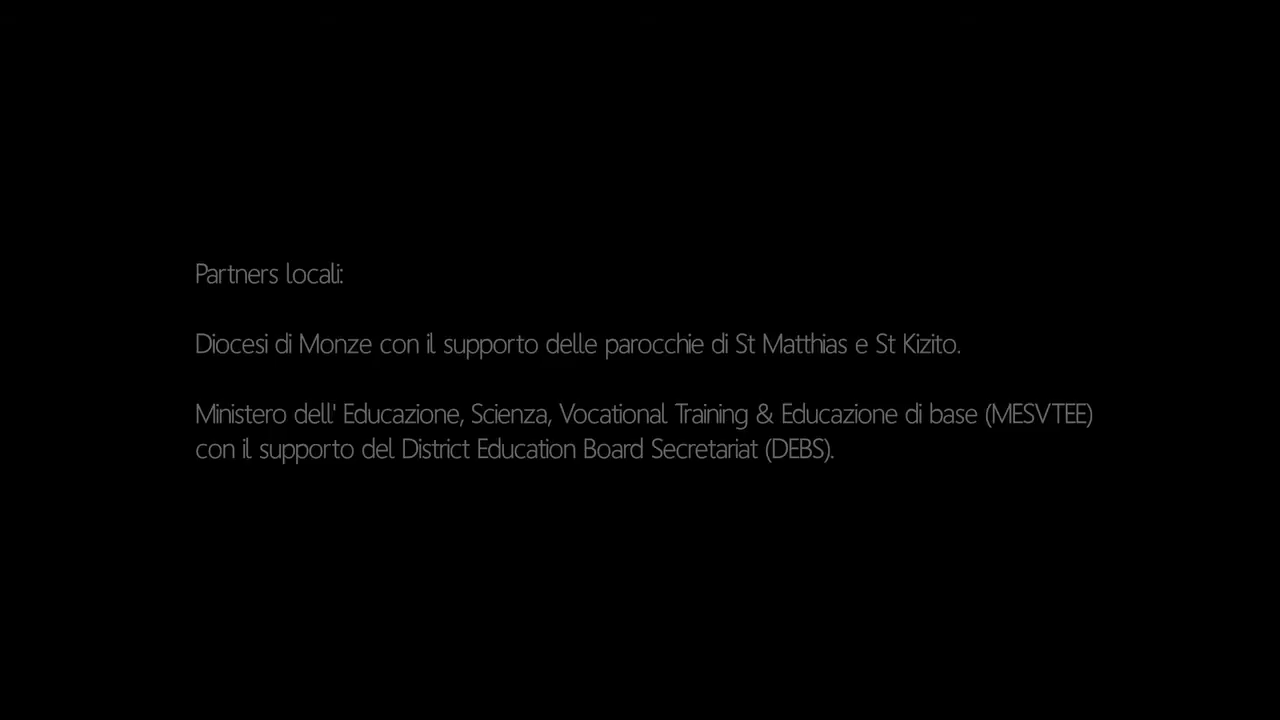 Partners locali:
Diocesi di Monze con il supporto delle parocchie di St Matthias e St Kizito.
Ministero dell' Educazione, Scienza, Vocational Training & Educazione di base (MESVTEE)
con il supporto del District Education Board Secretariat (DEBS).